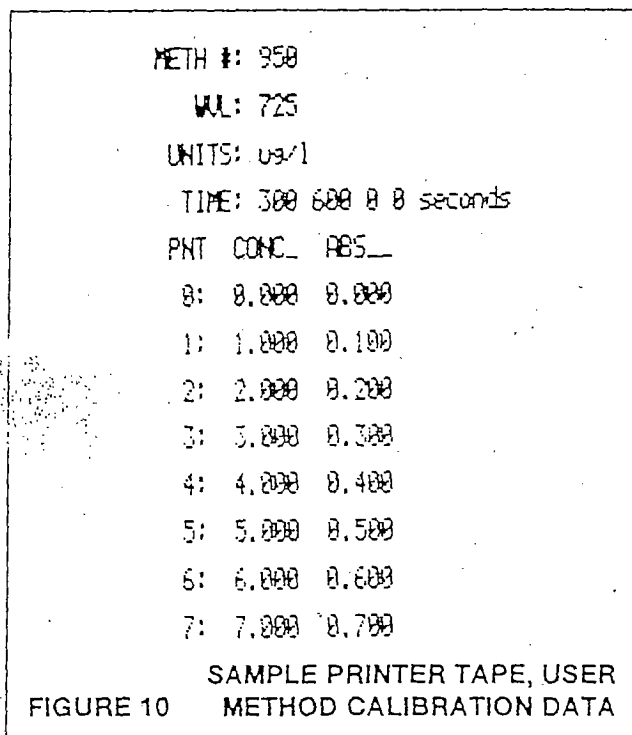 METH #: 950
WVL: 725
UNITS: ug/l
TIME: 300 600 0 0 seconds
PNT CONC_ ABS__
0: 0.000 0.000
1: 1.000 0.100
2: 2.000 0.200
3: 3.000 0.300
4: 4.000 0.400
5: 5.000 0.500
6: 6.000 0.600
7: 7.000 0.700
SAMPLE PRINTER TAPE, USER
FIGURE 10 METHOD CALIBRATION DATA